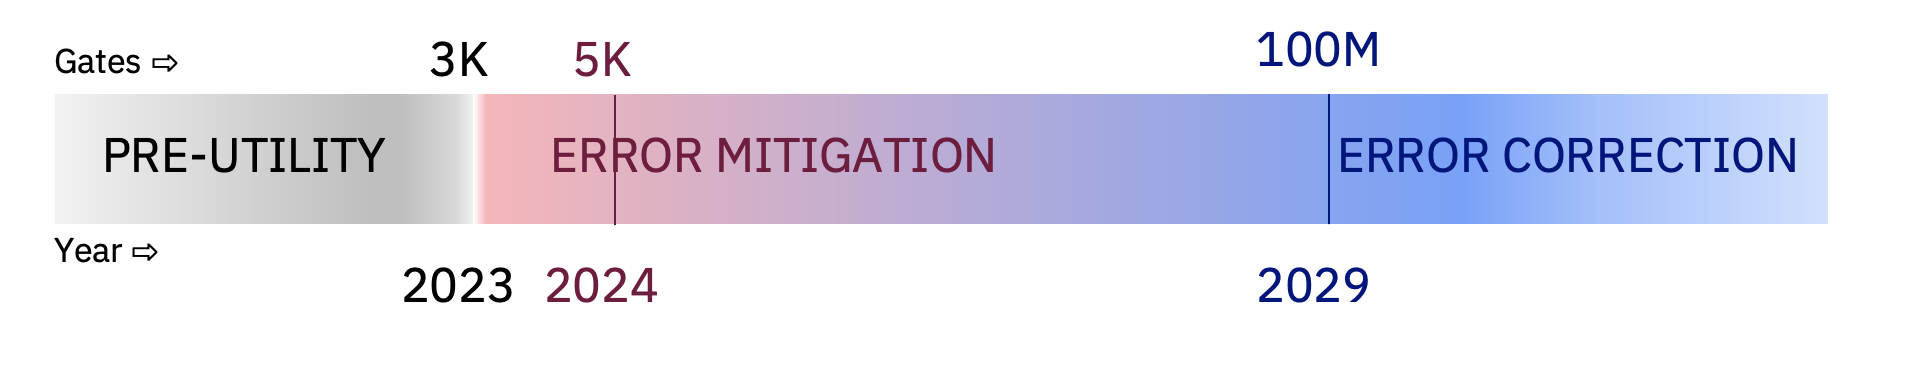 Gates ⇨ 3K 5K 100M
PRE-UTILITY ERROR MITIGATION ERROR CORRECTION
Year ⇨
2023 2024 2029